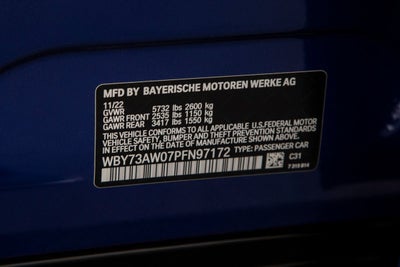 MFD BY BAYERISCHE MOTOREN WERKE AG
11/22
GVWR 5732 lbs 2600 kg
GAWR FRONT 2535 lbs 1150 kg
GAWR REAR 3417 lbs 1550 kg
THIS VEHICLE CONFORMS TO ALL APPLICABLE U.S. FEDERAL MOTOR
VEHICLE SAFETY, BUMPER, AND THEFT PREVENTION STANDARDS
IN EFFECT ON THE DATE OF MANUFACTURE SHOWN ABOVE.
WBY73AW07PFN97172 TYPE: PASSENGER CAR
C31